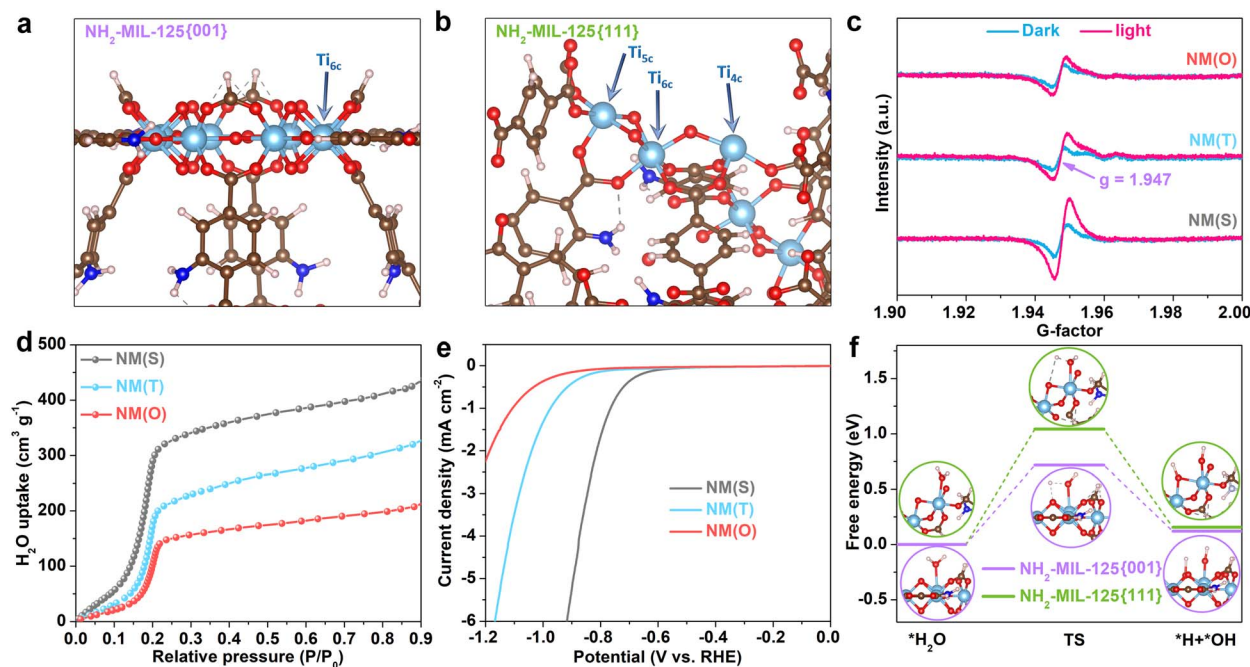 a
NH2-MIL-125{001}
Ti6c
b
NH2-MIL-125{111}
Ti5c
Ti6c
Ti4c
c
Dark
light
NM(O)
NM(T)
g = 1.947
NM(S)
Intensity (a.u.)
1.90 1.92 1.94 1.96 1.98 2.00
G-factor
d
NM(S)
NM(T)
NM(O)
H2O uptake (cm3 g-1)
500
400
300
200
100
0
0.0 0.1 0.2 0.3 0.4 0.5 0.6 0.7 0.8 0.9
Relative pressure (P/P0)
e
Current density (mA cm-2)
0
-1
-2
-3
-4
-5
-6
NM(S)
NM(T)
NM(O)
-1.2 -1.0 -0.8 -0.6 -0.4 -0.2 0.0
Potential (V vs. RHE)
f
Free energy (eV)
1.5
1.0
0.5
0.0
-0.5
NH2-MIL-125{001}
NH2-MIL-125{111}
*H2O TS *H+*OH